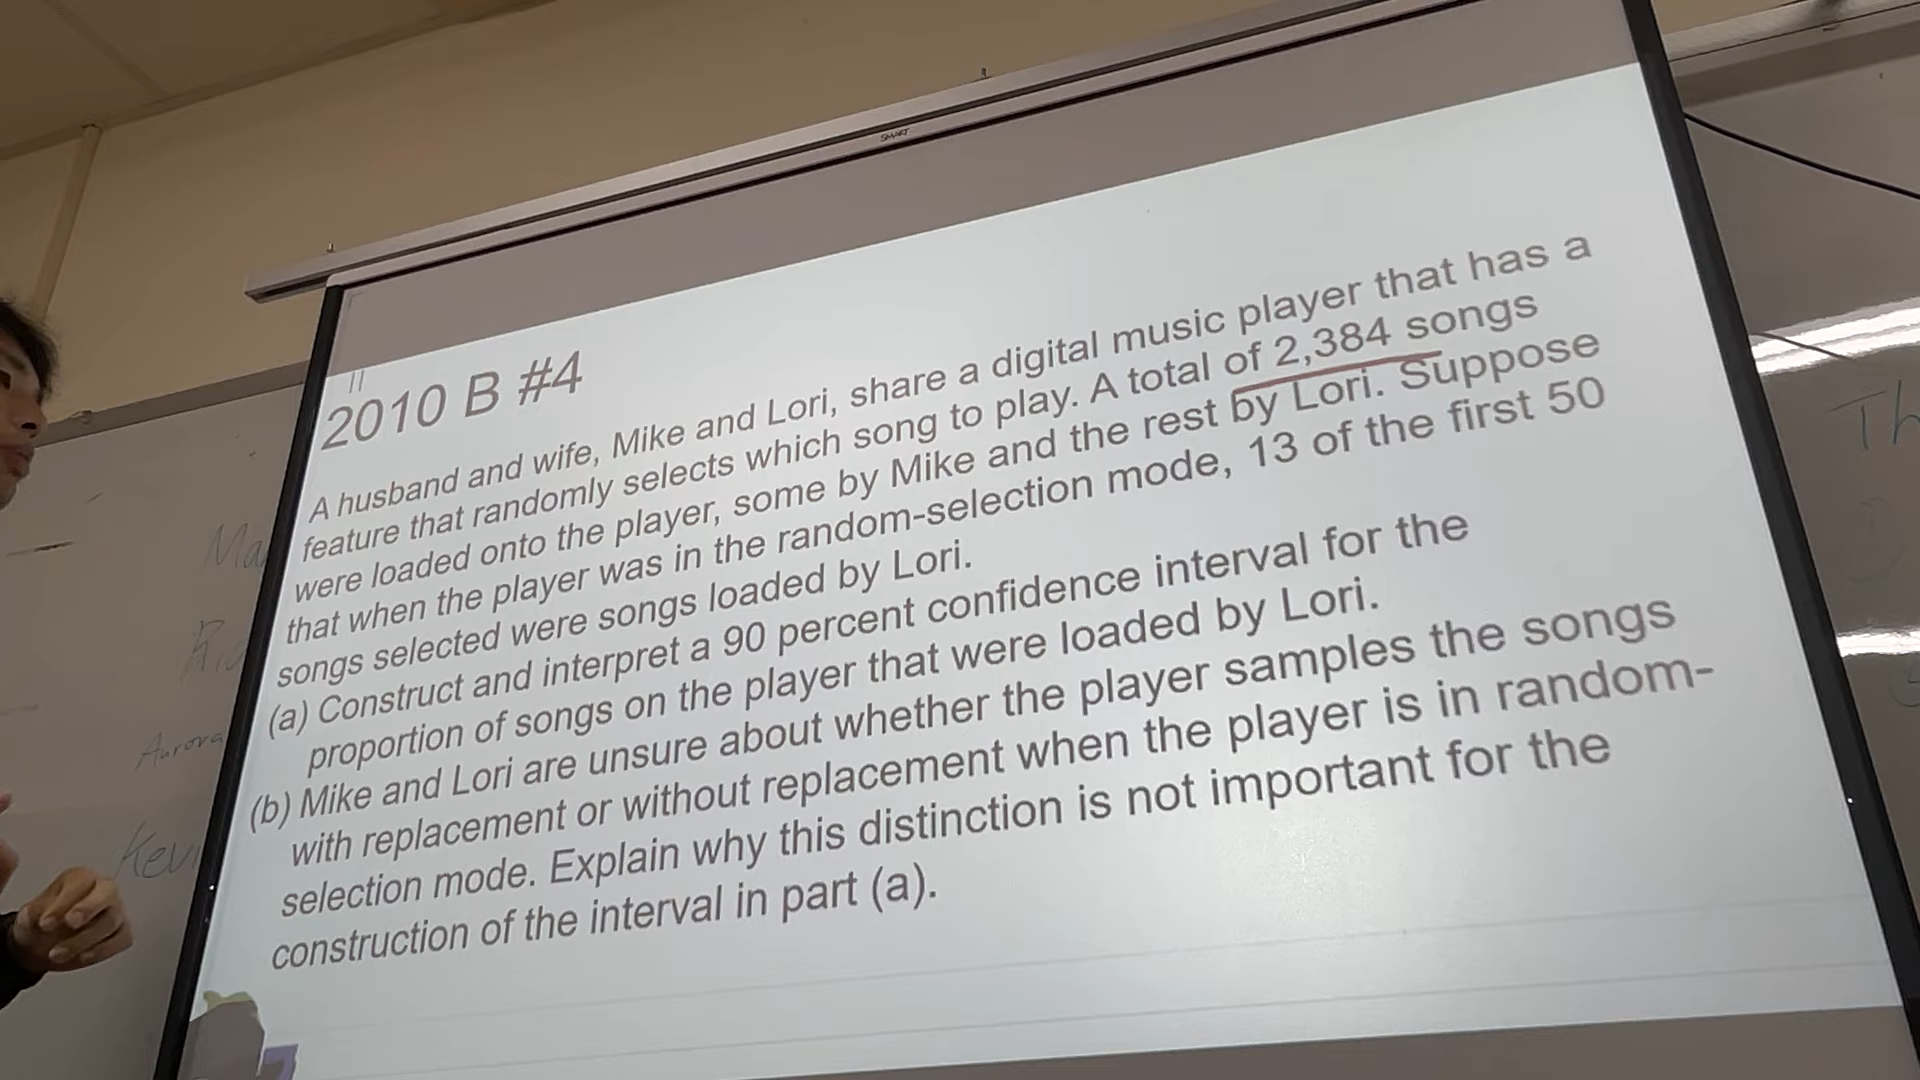 SMART
2010 B #4
A husband and wife, Mike and Lori, share a digital music player that has a
feature that randomly selects which song to play. A total of 2,384 songs
were loaded onto the player, some by Mike and the rest by Lori. Suppose
that when the player was in the random-selection mode, 13 of the first 50
songs selected were songs loaded by Lori.
(a) Construct and interpret a 90 percent confidence interval for the
proportion of songs on the player that were loaded by Lori.
(b) Mike and Lori are unsure about whether the player samples the songs
with replacement or without replacement when the player is in random-
selection mode. Explain why this distinction is not important for the
construction of the interval in part (a).
Ma
Ric
Aurora
Kevi
Th